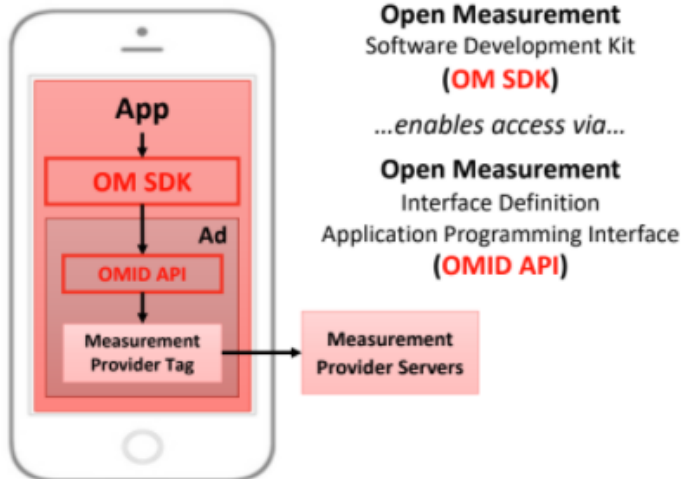 Open Measurement
Software Development Kit
(OM SDK)
...enables access via...
Open Measurement
Interface Definition
Application Programming Interface
(OMID API)
App
OM SDK
Ad
OMID API
Measurement
Provider Tag
Measurement
Provider Servers